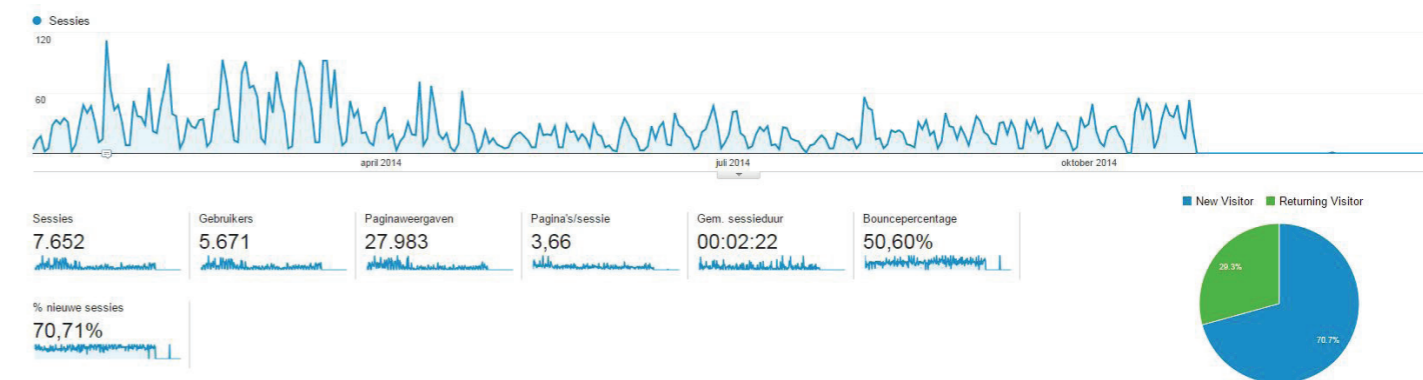 Sessies
120
60
april 2014
juli 2014
oktober 2014
Sessies
7.652
Gebruikers
5.671
Paginaweergaven
27.983
Pagina's/sessie
3,66
Gem. sessieduur
00:02:22
Bouncepercentage
50,60%
% nieuwe sessies
70,71%
New Visitor
Returning Visitor
29.3%
70.7%